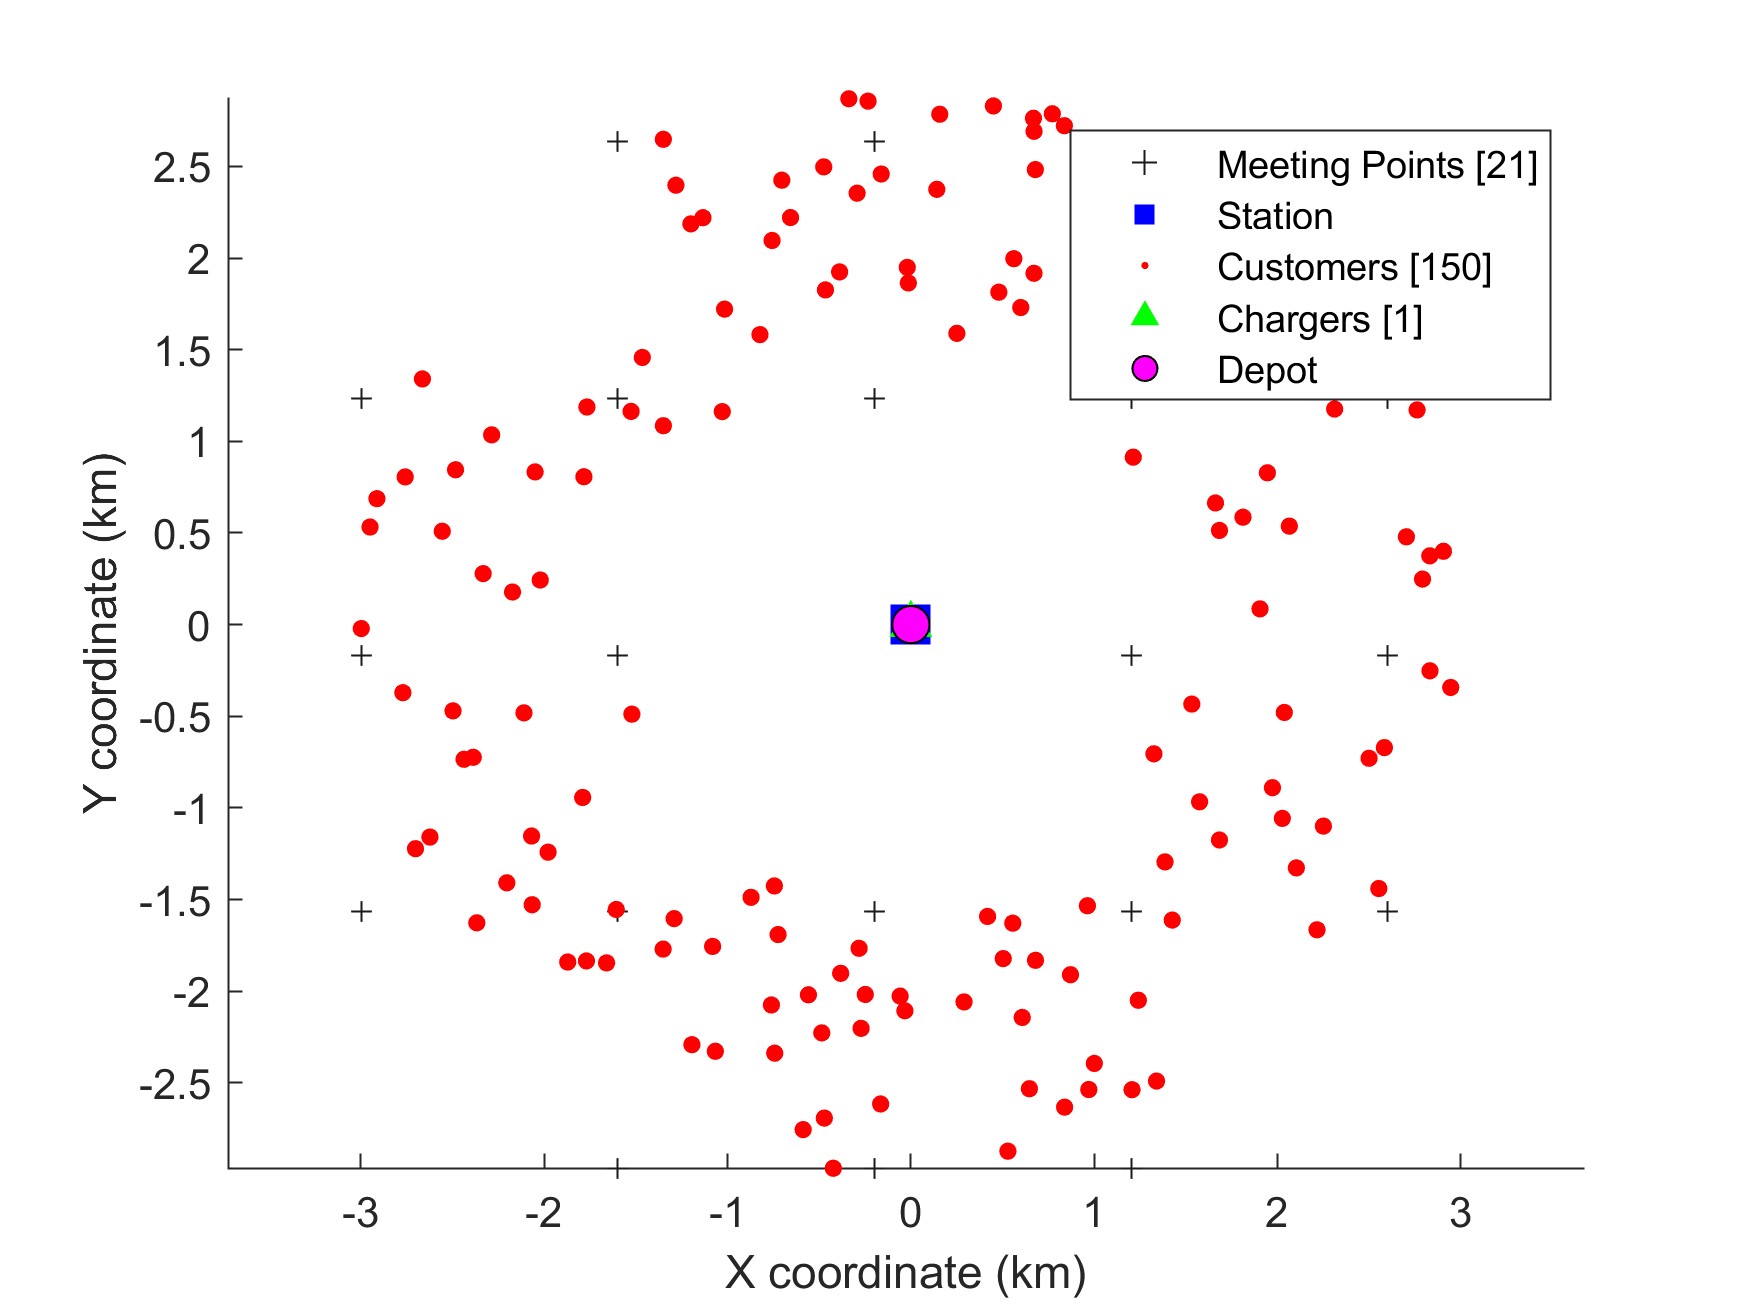 2.5
2
1.5
1
0.5
0
-0.5
-1
-1.5
-2
-2.5
Y coordinate (km)
Meeting Points [21]
Station
Customers [150]
Chargers [1]
Depot
-3 -2 -1 0 1 2 3
X coordinate (km)